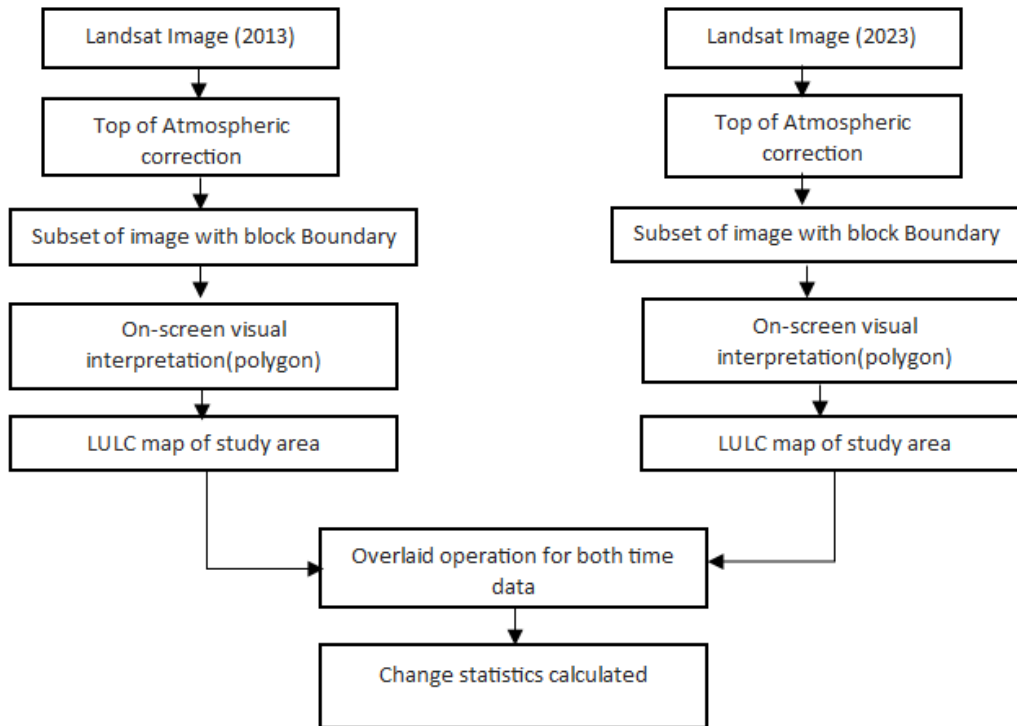 Landsat Image (2013)
Top of Atmospheric
correction
Subset of image with block Boundary
On-screen visual
interpretation(polygon)
LULC map of study area
Landsat Image (2023)
Top of Atmospheric
correction
Subset of image with block Boundary
On-screen visual
interpretation(polygon)
LULC map of study area
Overlaid operation for both time
data
Change statistics calculated